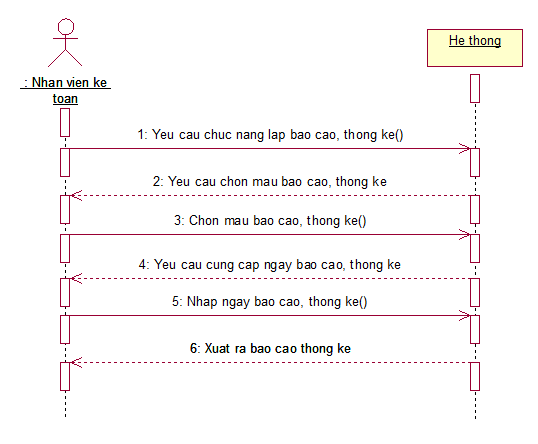 He thong
: Nhan vien ke
toan
1: Yeu cau chuc nang lap bao cao, thong ke()
2: Yeu cau chon mau bao cao, thong ke
3: Chon mau bao cao, thong ke()
4: Yeu cau cung cap ngay bao cao, thong ke
5: Nhap ngay bao cao, thong ke()
6: Xuat ra bao cao thong ke